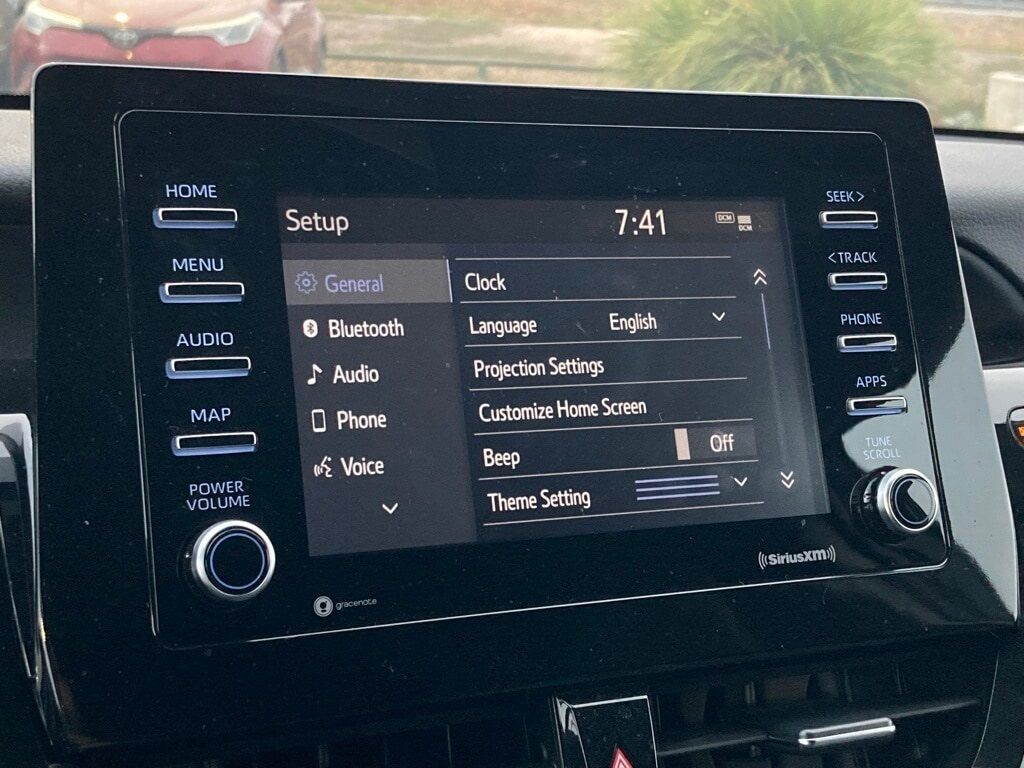 HOME
MENU
AUDIO
MAP
POWER
VOLUME
Setup
7:41
DCM
DCM
General
Bluetooth
Audio
Phone
Voice
Clock
Language English
Projection Settings
Customize Home Screen
Beep Off
Theme Setting
SEEK >
< TRACK
PHONE
APPS
TUNE
SCROLL
gracenote
((SiriusXM))